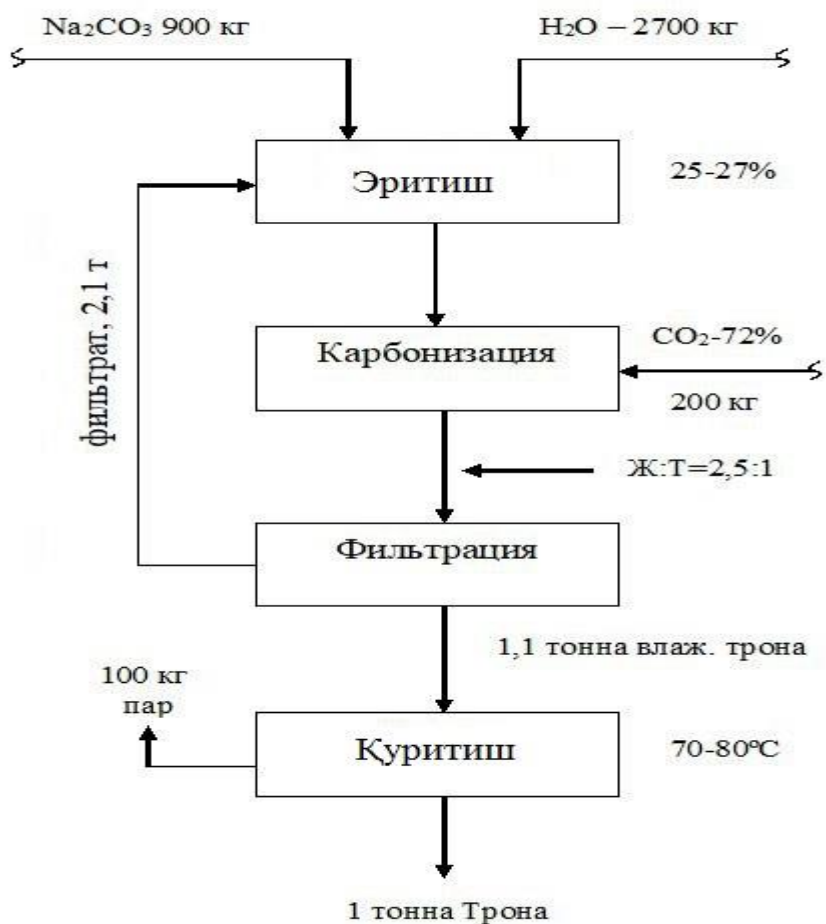 Na₂CO₃ 900 кг
H₂O – 2700 кг
Эритиш
25-27%
фильтрат, 2,1 т
Карбонизация
CO₂-72%
200 кг
Ж:Т=2,5:1
Фильтрация
1,1 тонна влаж. трона
100 кг
пар
Қуритиш
70-80ºС
1 тонна Трона